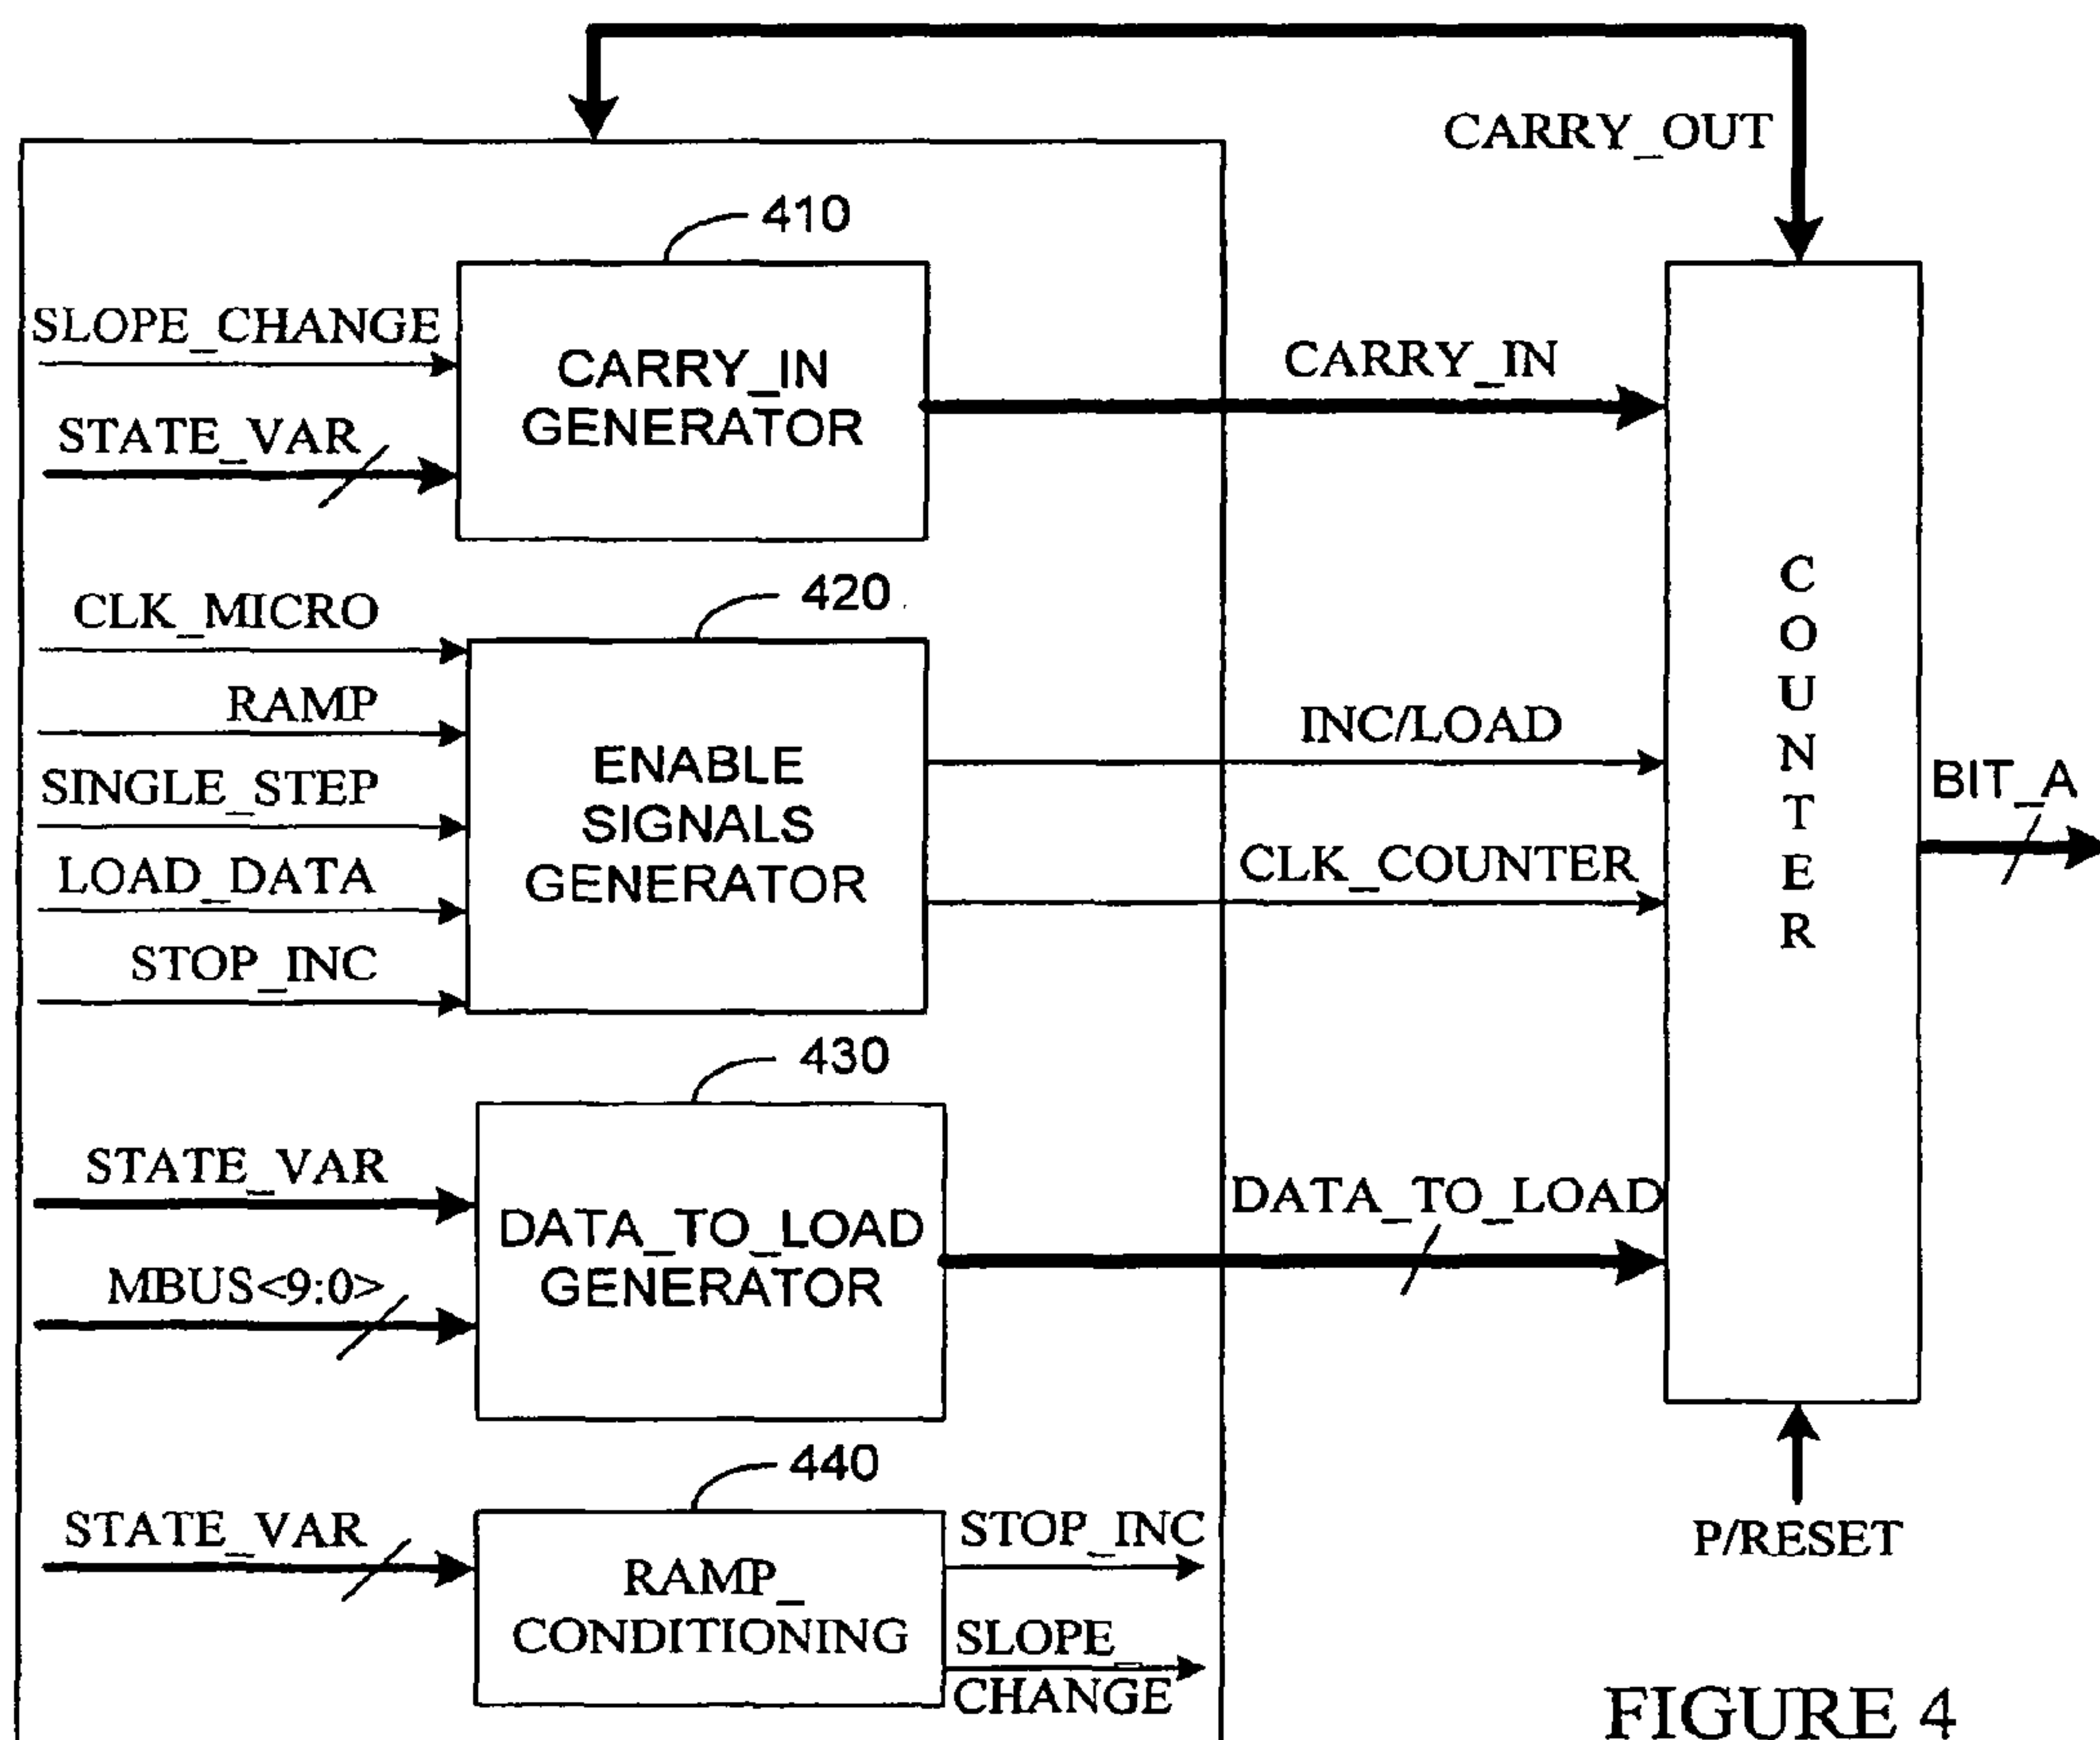 CARRY_OUT
410
SLOPE_CHANGE
STATE_VAR
CARRY_IN
GENERATOR
CARRY_IN
420
CLK_MICRO
RAMP
SINGLE_STEP
LOAD_DATA
STOP_INC
ENABLE
SIGNALS
GENERATOR
INC/LOAD
CLK_COUNTER
C
O
U
N
T
E
R
BIT_A
430
STATE_VAR
MBUS<9:0>
DATA_TO_LOAD
GENERATOR
DATA_TO_LOAD
440
STATE_VAR
RAMP_
CONDITIONING
STOP_INC
SLOPE_
CHANGE
P/RESET
FIGURE 4